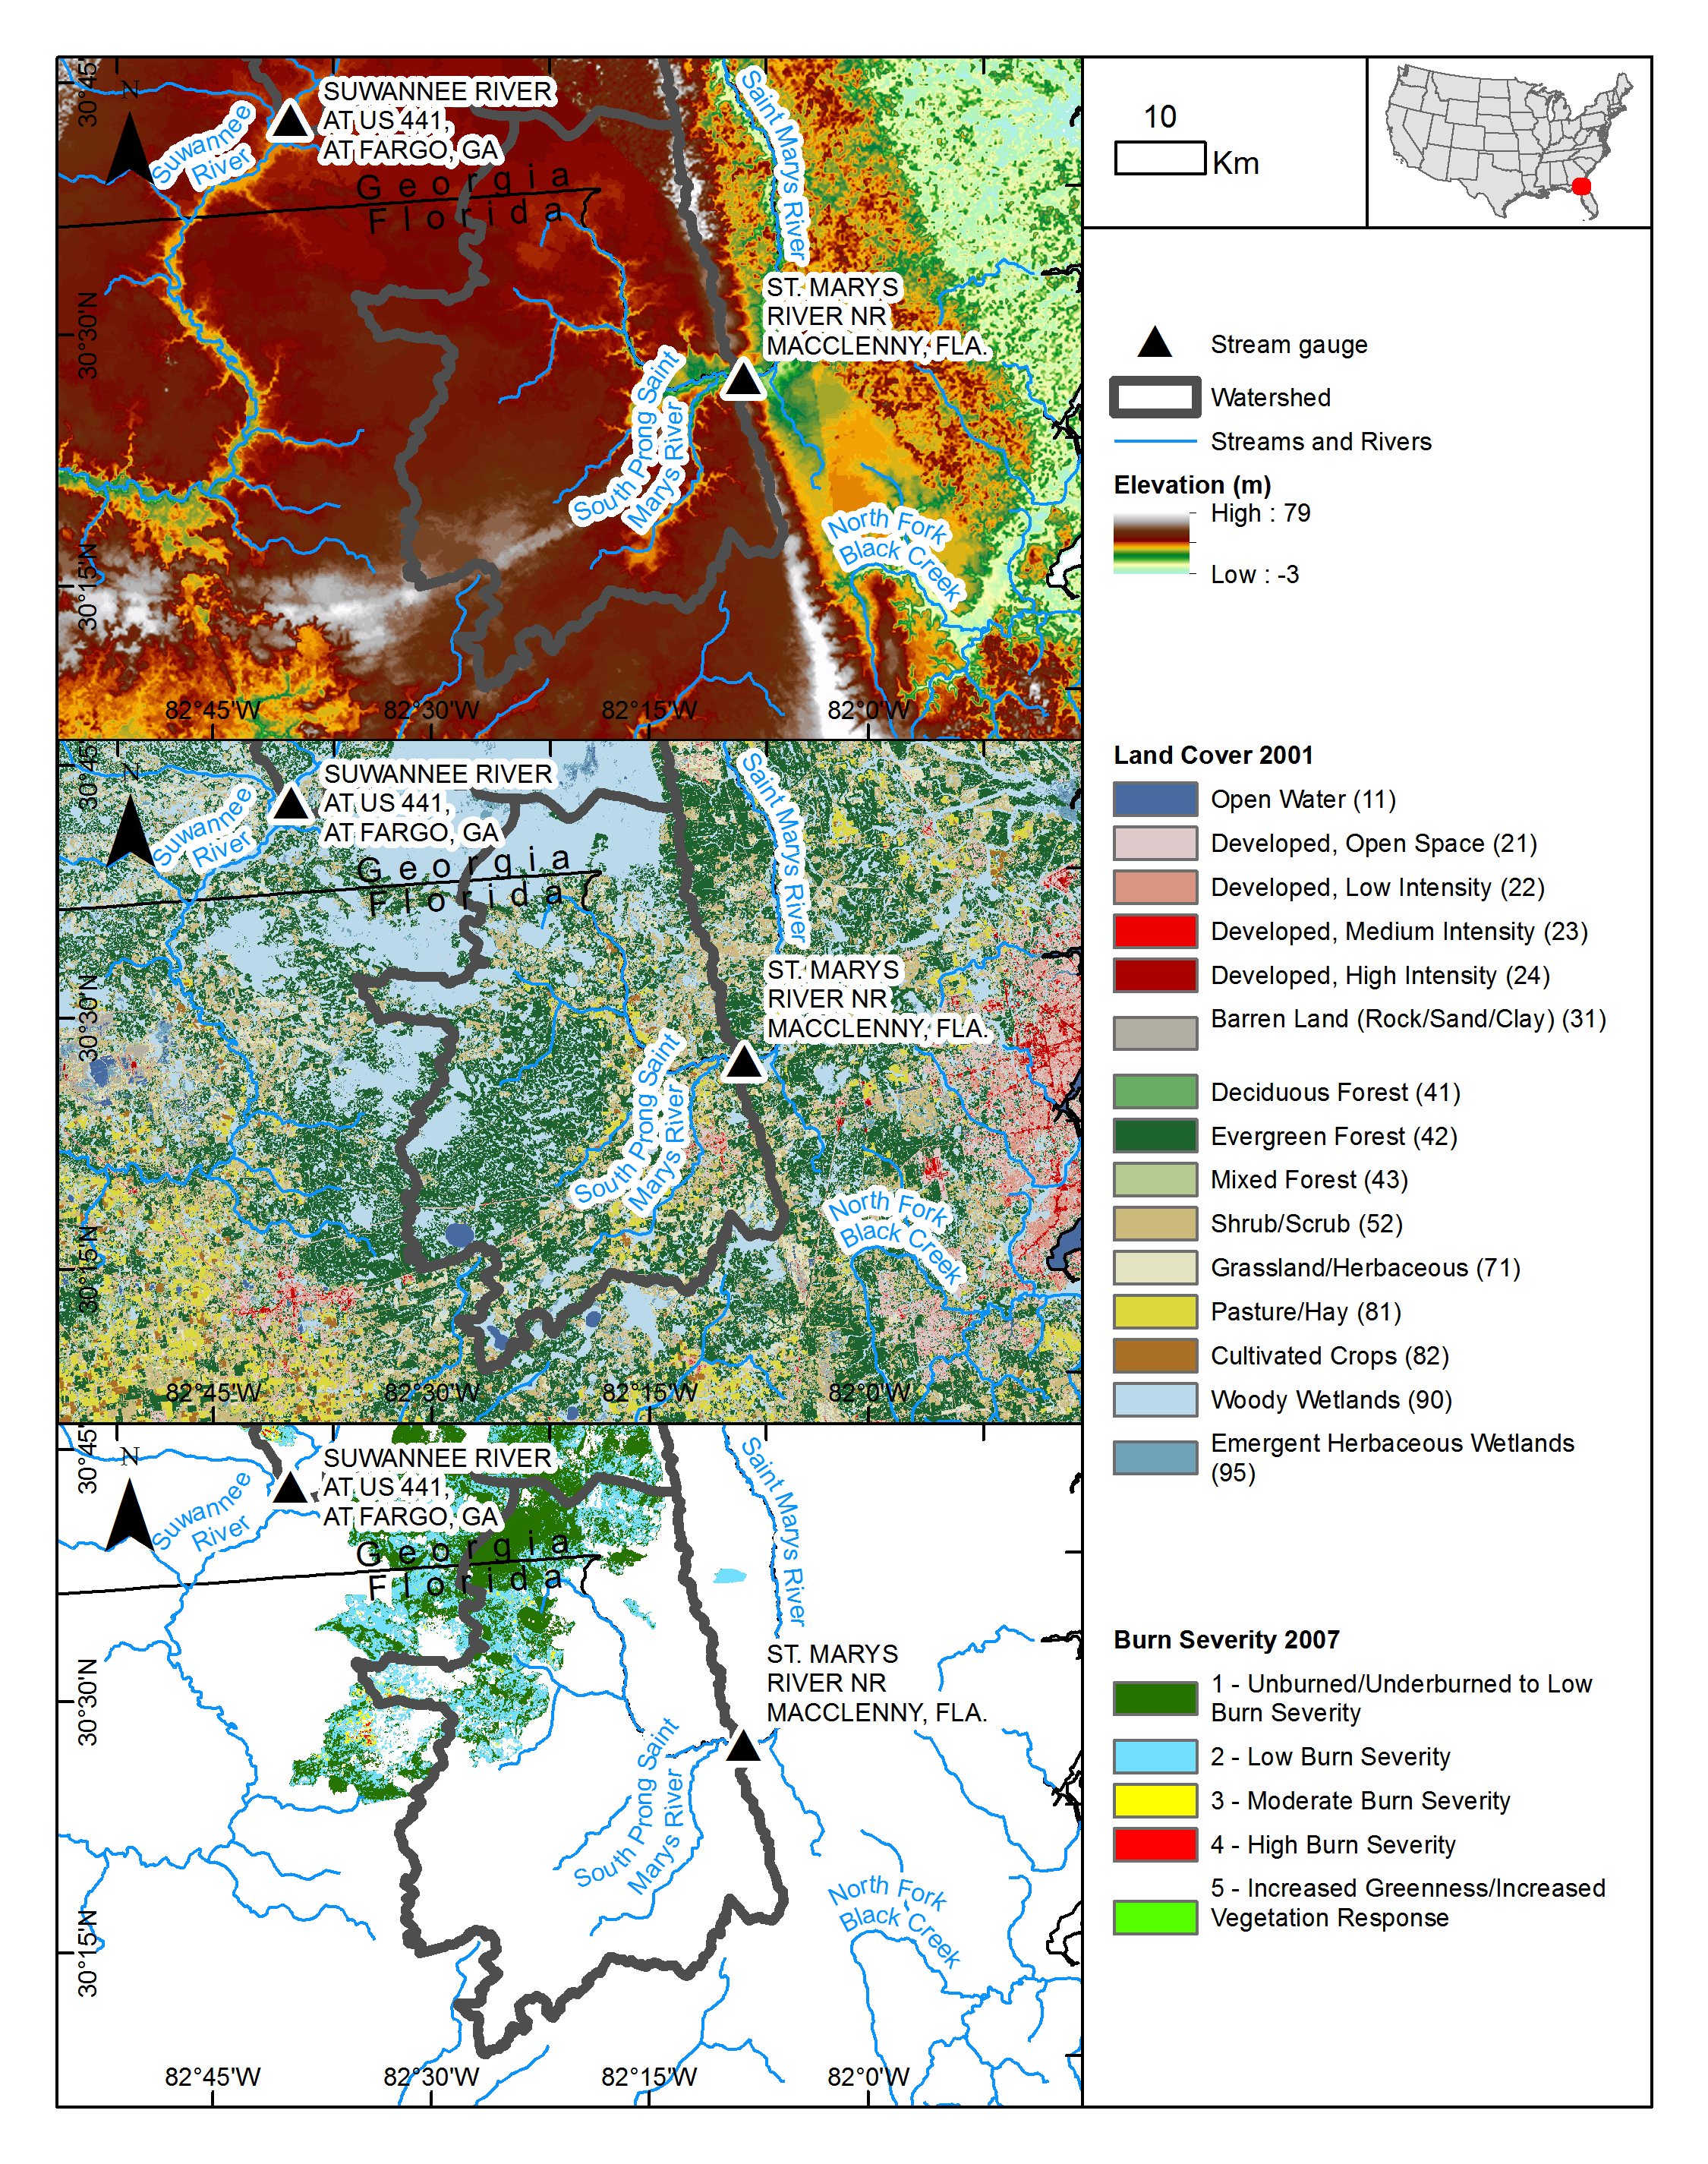 30°45'
N
Suwannee
River
SUWANNEE RIVER
AT US 441,
AT FARGO, GA
Georgia
Florida
Saint Marys River
30°30'N
ST. MARYS
RIVER NR
MACCLENNY, FLA.
South Prong Saint
Marys River
North Fork
Black Creek
30°15'N
82°45'W
82°30'W
82°15'W
82°0'W
30°45'
N
Suwannee
River
SUWANNEE RIVER
AT US 441,
AT FARGO, GA
Georgia
Florida
Saint Marys River
30°30'N
ST. MARYS
RIVER NR
MACCLENNY, FLA.
South Prong Saint
Marys River
North Fork
Black Creek
30°15'N
82°45'W
82°30'W
82°15'W
82°0'W
30°45'
N
Suwannee
River
SUWANNEE RIVER
AT US 441,
AT FARGO, GA
Georgia
Florida
Saint Marys River
30°30'N
ST. MARYS
RIVER NR
MACCLENNY, FLA.
South Prong Saint
Marys River
North Fork
Black Creek
30°15'N
82°45'W
82°30'W
82°15'W
82°0'W
10
Km
Stream gauge
Watershed
Streams and Rivers
Elevation (m)
High : 79
Low : -3
Land Cover 2001
Open Water (11)
Developed, Open Space (21)
Developed, Low Intensity (22)
Developed, Medium Intensity (23)
Developed, High Intensity (24)
Barren Land (Rock/Sand/Clay) (31)
Deciduous Forest (41)
Evergreen Forest (42)
Mixed Forest (43)
Shrub/Scrub (52)
Grassland/Herbaceous (71)
Pasture/Hay (81)
Cultivated Crops (82)
Woody Wetlands (90)
Emergent Herbaceous Wetlands
(95)
Burn Severity 2007
1 - Unburned/Underburned to Low
Burn Severity
2 - Low Burn Severity
3 - Moderate Burn Severity
4 - High Burn Severity
5 - Increased Greenness/Increased
Vegetation Response